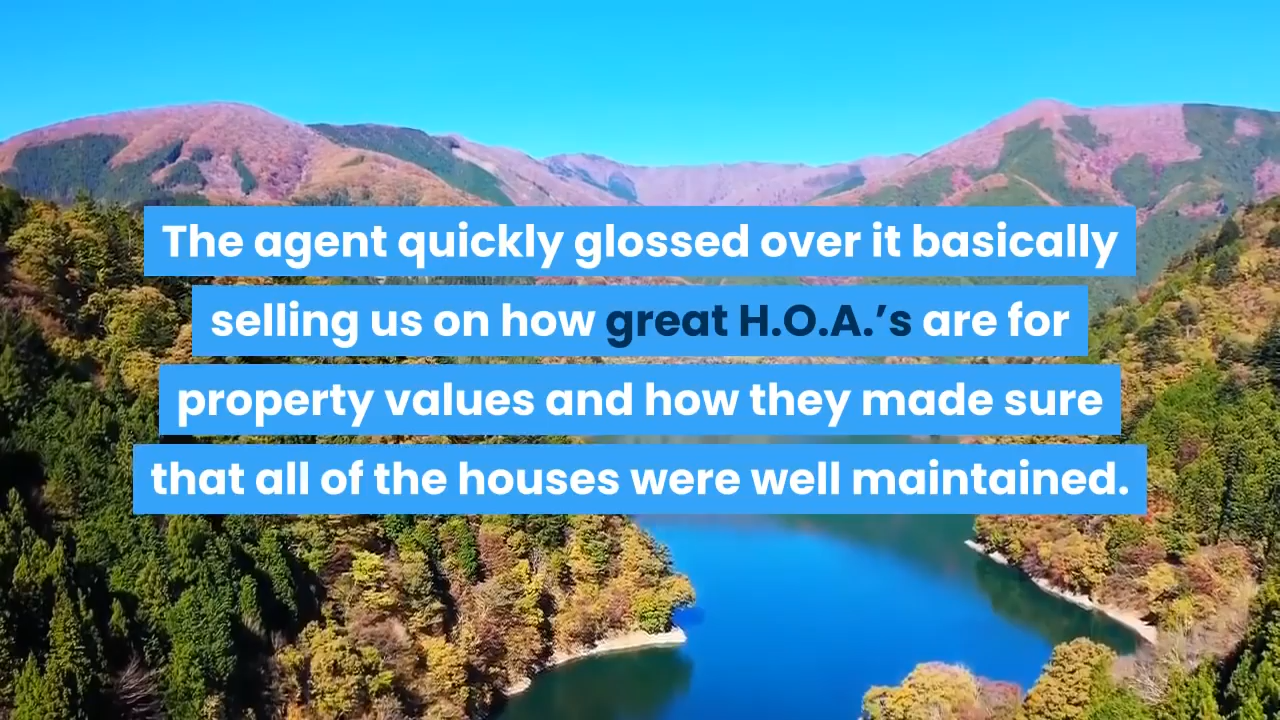 The agent quickly glossed over it basically
selling us on how great H.O.A.’s are for
property values and how they made sure
that all of the houses were well maintained.